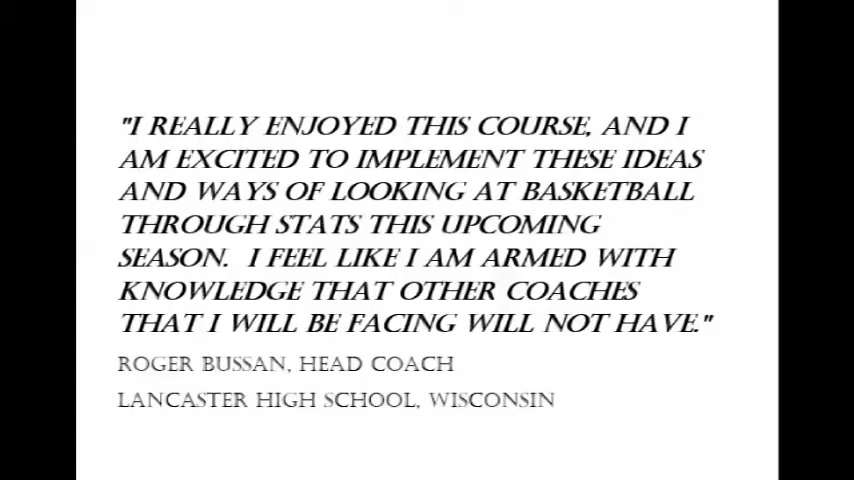 "I REALLY ENJOYED THIS COURSE, AND I
AM EXCITED TO IMPLEMENT THESE IDEAS
AND WAYS OF LOOKING AT BASKETBALL
THROUGH STATS THIS UPCOMING
SEASON.  I FEEL LIKE I AM ARMED WITH
KNOWLEDGE THAT OTHER COACHES
THAT I WILL BE FACING WILL NOT HAVE."
ROGER BUSSAN, HEAD COACH
LANCASTER HIGH SCHOOL, WISCONSIN